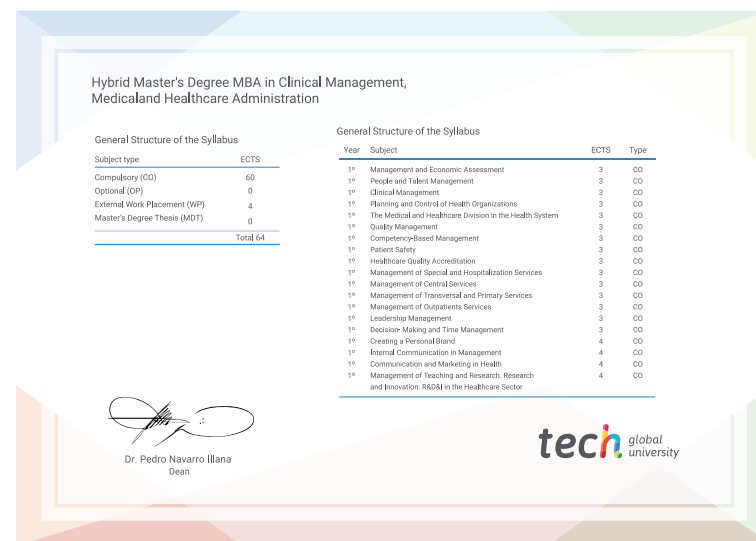 Hybrid Master's Degree MBA in Clinical Management,
Medicaland Healthcare Administration
General Structure of the Syllabus
Subject type ECTS
Compulsory (CO) 60
Optional (OP) 0
External Work Placement (WP) 4
Master's Degree Thesis (MDT) 0
Total 64
General Structure of the Syllabus
Year Subject ECTS Type
1º Management and Economic Assessment 3 CO
1º People and Talent Management 3 CO
1º Clinical Management 3 CO
1º Planning and Control of Health Organizations 3 CO
1º The Medical and Healthcare Division in the Health System 3 CO
1º Quality Management 3 CO
1º Competency-Based Management 3 CO
1º Patient Safety 3 CO
1º Healthcare Quality Accreditation 3 CO
1º Management of Special and Hospitalization Services 3 CO
1º Management of Central Services 3 CO
1º Management of Transversal and Primary Services 3 CO
1º Management of Outpatients Services 3 CO
1º Leadership Management 3 CO
1º Decision- Making and Time Management 3 CO
1º Creating a Personal Brand 4 CO
1º Internal Communication in Management 4 CO
1º Communication and Marketing in Health 4 CO
1º Management of Teaching and Research. Research 4 CO
and Innovation: R&D&I in the Healthcare Sector
Dr. Pedro Navarro Illana
Dean
tech global
university